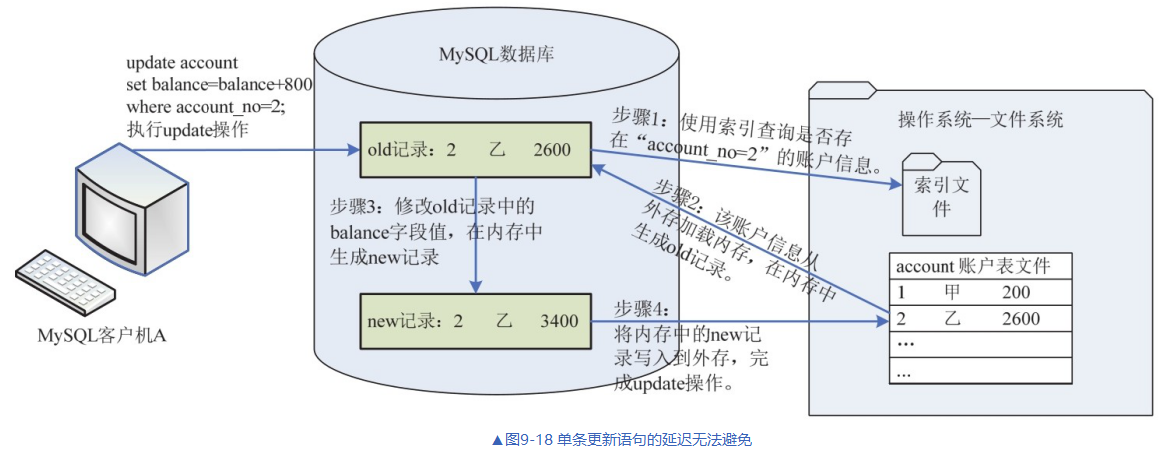 MySQL数据库
update account
set balance=balance+800
where account_no=2;
执行update操作
old记录：2 乙 2600
步骤1：使用索引查询是否存
在“account_no=2”的账户信息。
操作系统—文件系统
索引文
件
步骤2：该账户信息从
外存加载内存，在内存中
生成old记录。
步骤3：修改old记录中的
balance字段值，在内存中
生成new记录
account 账户表文件
1 甲 200
2 乙 2600
...
...
new记录：2 乙 3400
步骤4：
将内存中的new记
录写入到外存，完
成update操作。
MySQL客户机A
▲图9-18 单条更新语句的延迟无法避免